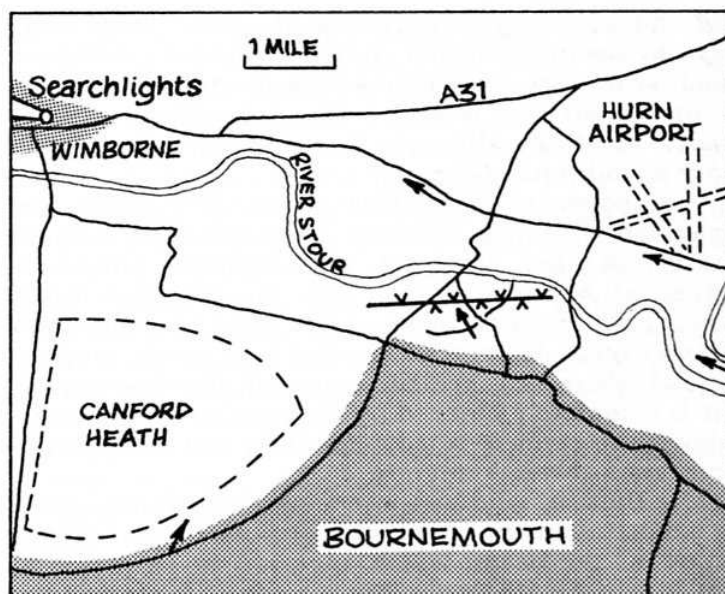 1 MILE
Searchlights
A31
HURN
AIRPORT
WIMBORNE
RIVER STOUR
CANFORD
HEATH
BOURNEMOUTH